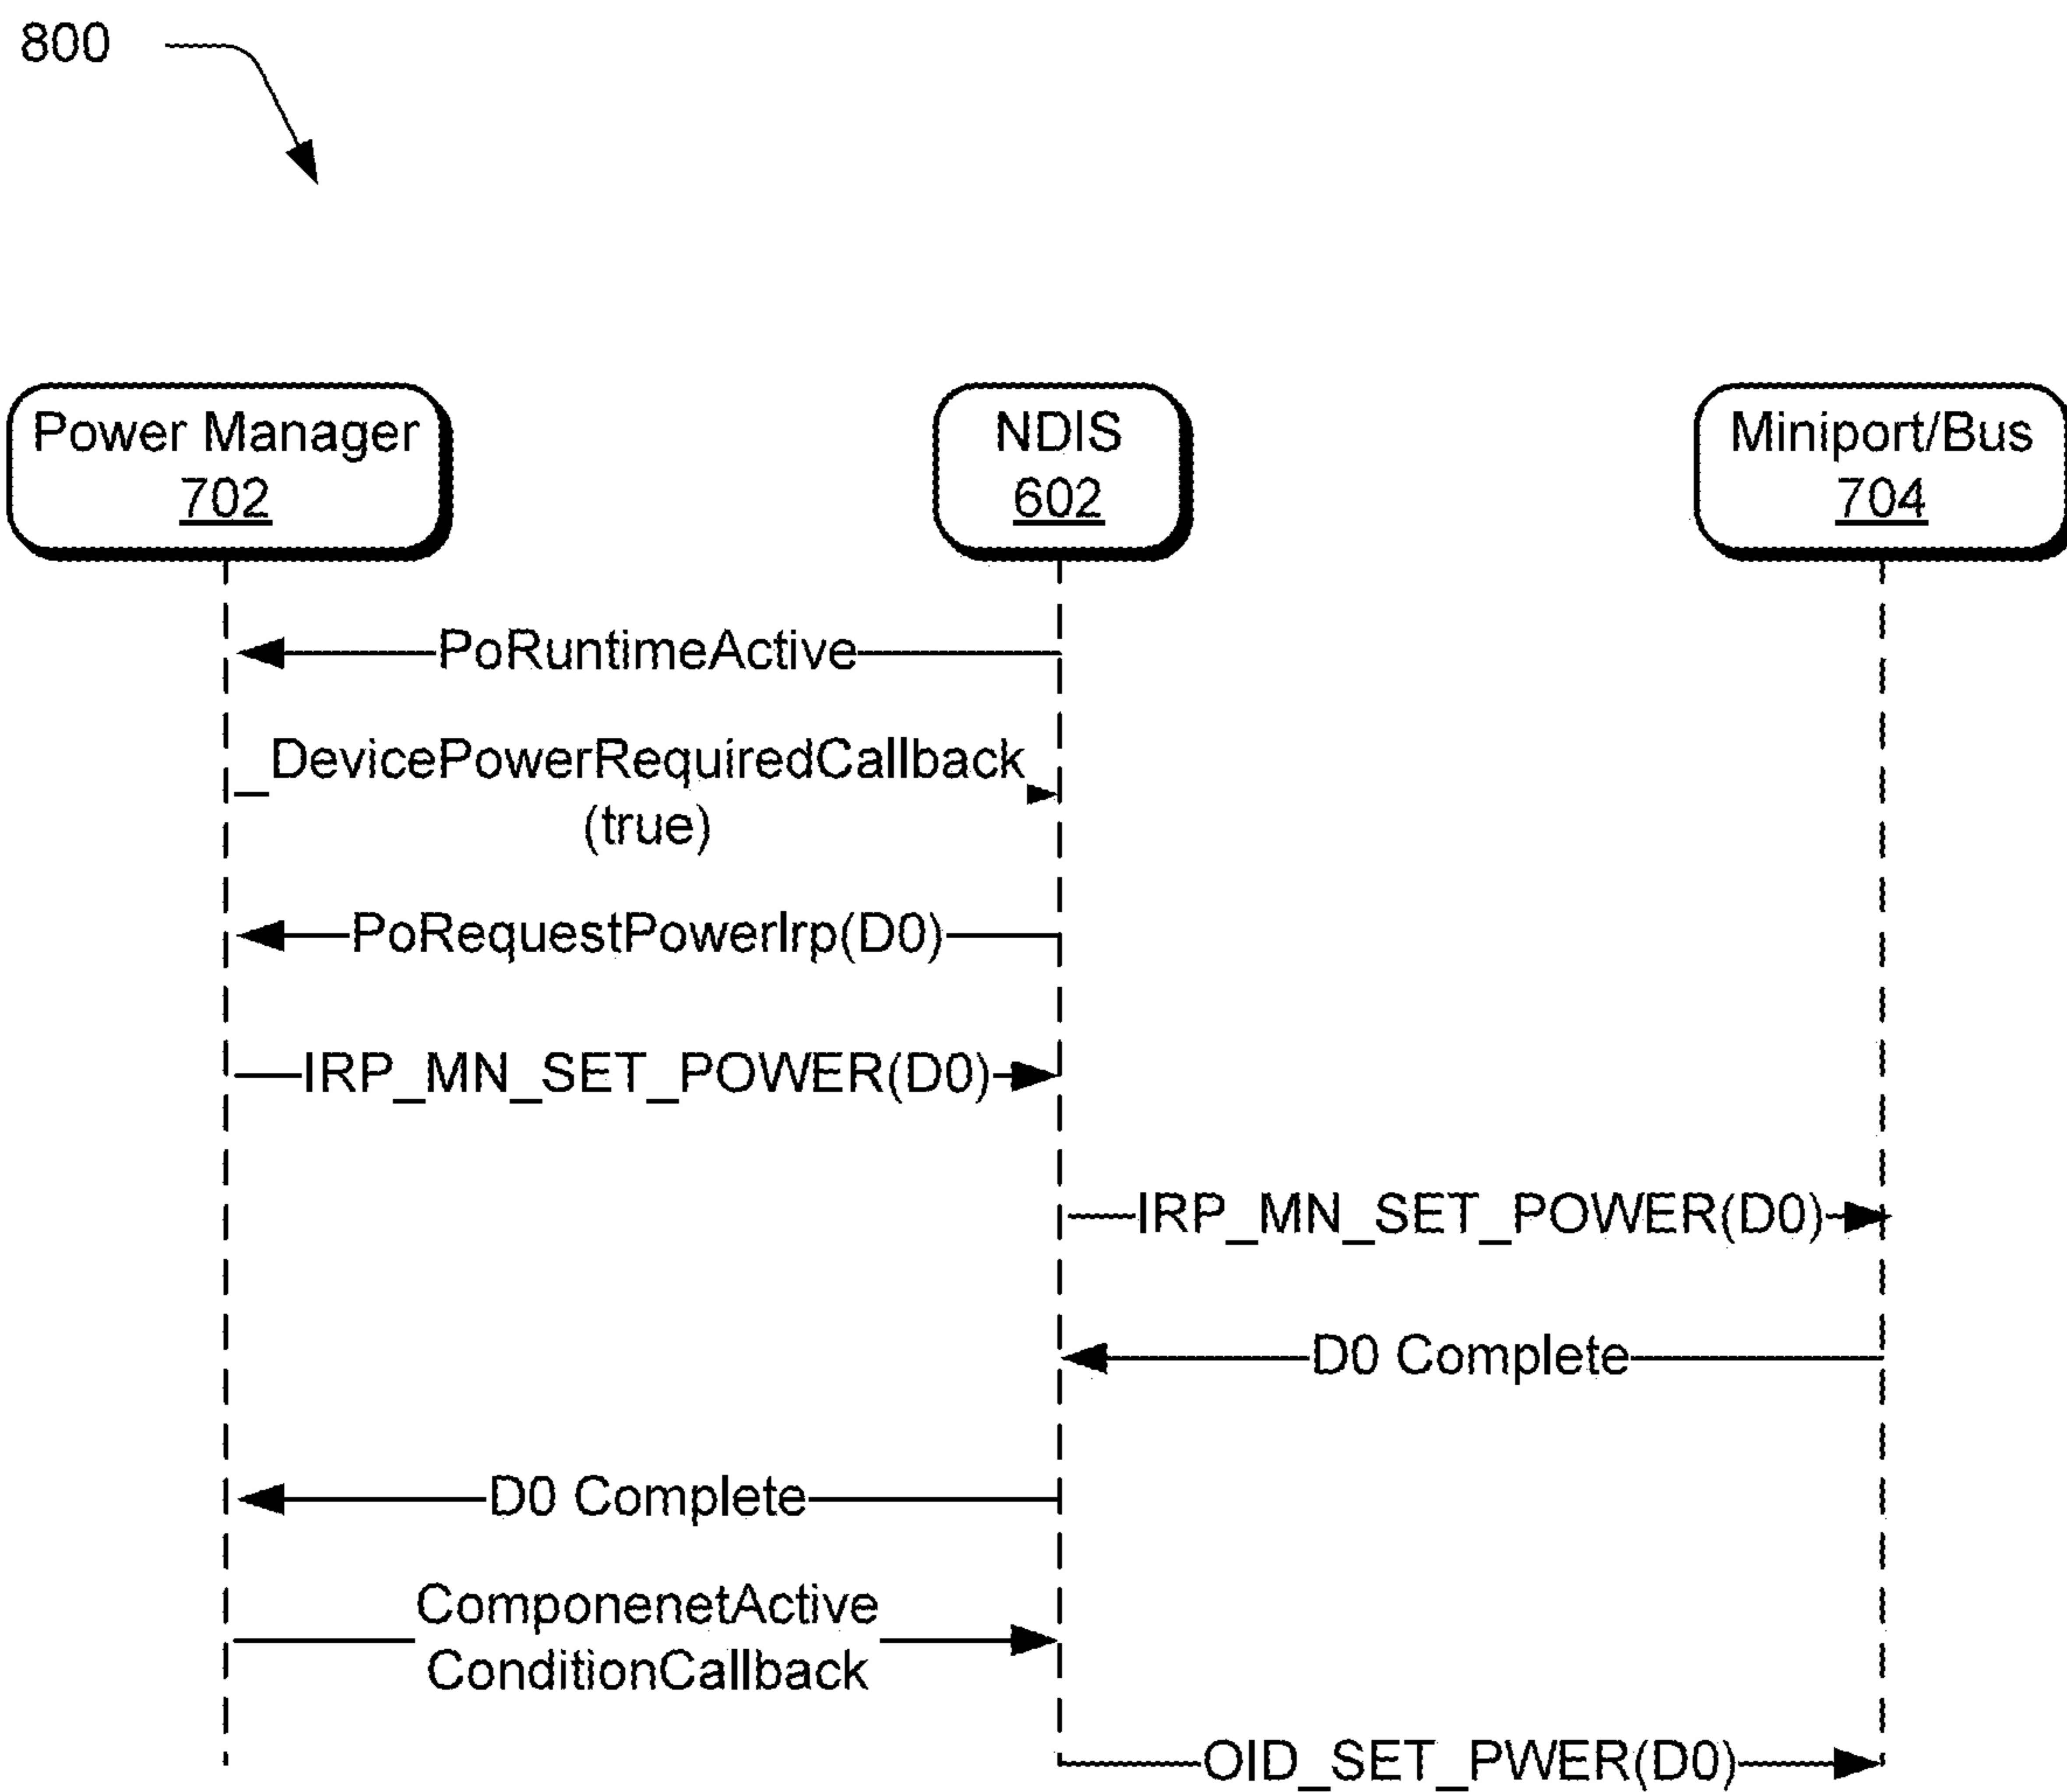 800
Power Manager
702
NDIS
602
Miniport/Bus
704
PoRuntimeActive
DevicePowerRequiredCallback
(true)
PoRequestPowerIrp(D0)
IRP_MN_SET_POWER(D0)
IRP_MN_SET_POWER(D0)
D0 Complete
D0 Complete
ComponenetActive
ConditionCallback
OID_SET_PWER(D0)